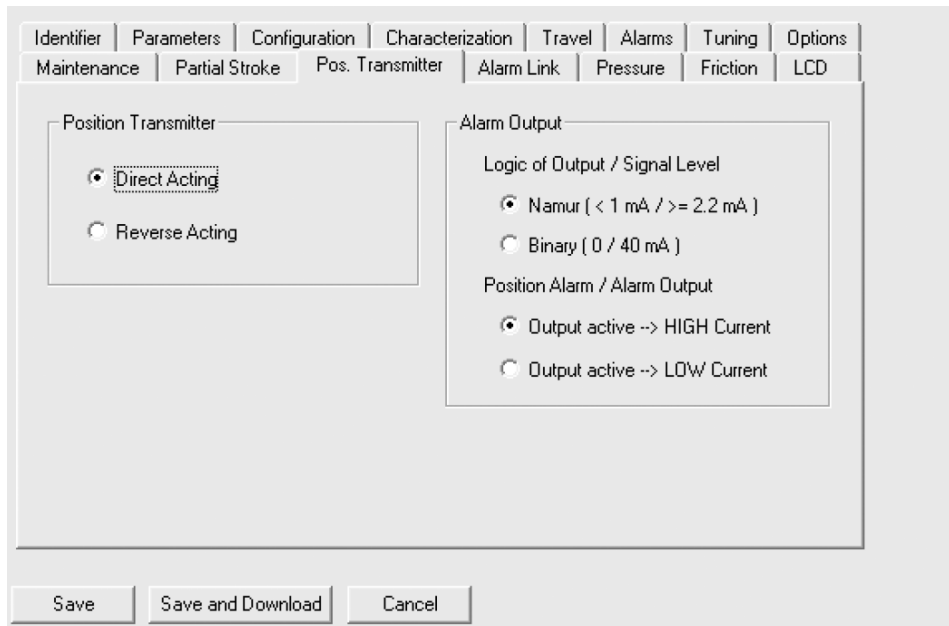 Identifier Parameters Configuration Characterization Travel Alarms Tuning Options
Maintenance Partial Stroke Pos. Transmitter Alarm Link Pressure Friction LCD
Position Transmitter
Direct Acting
Reverse Acting
Alarm Output
Logic of Output / Signal Level
Namur ( < 1 mA / >= 2.2 mA )
Binary ( 0 / 40 mA )
Position Alarm / Alarm Output
Output active --> HIGH Current
Output active --> LOW Current
Save Save and Download Cancel